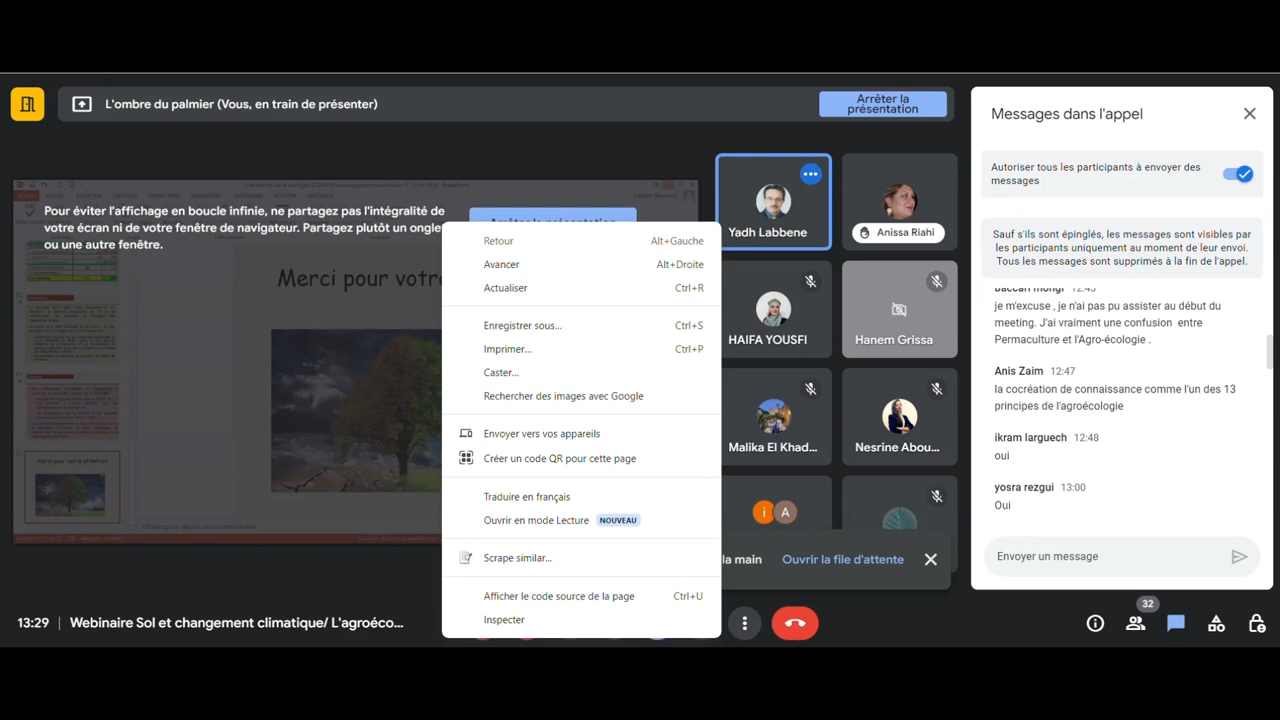 L'ombre du palmier (Vous, en train de présenter)
Arrêter la
présentation
Pour éviter l'affichage en boucle infinie, ne partagez pas l'intégralité de
votre écran ni de votre fenêtre de navigateur. Partagez plutôt un onglet
ou une autre fenêtre.
Merci pour votre
Merci pour votre attention
Retour Alt+Gauche
Avancer Alt+Droite
Actualiser Ctrl+R
Enregistrer sous... Ctrl+S
Imprimer... Ctrl+P
Caster...
Rechercher des images avec Google
Envoyer vers vos appareils
Créer un code QR pour cette page
Traduire en français
Ouvrir en mode Lecture NOUVEAU
Scrape similar...
Afficher le code source de la page Ctrl+U
Inspecter
Yadh Labbene
Anissa Riahi
HAIFA YOUSFI
Hanem Grissa
Malika El Khad...
Nesrine Abou...
i A
la main Ouvrir la file d'attente
Messages dans l'appel
Autoriser tous les participants à envoyer des
messages
Sauf s'ils sont épinglés, les messages sont visibles par
les participants uniquement au moment de leur envoi.
Tous les messages sont supprimés à la fin de l'appel.
baccari mongi 12:45
je m'excuse , je n'ai pas pu assister au début du
meeting. J'ai vraiment une confusion entre
Permaculture et l'Agro-écologie .
Anis Zaim 12:47
la cocréation de connaissance comme l'un des 13
principes de l'agroécologie
ikram larguech 12:48
oui
yosra rezgui 13:00
Oui
Envoyer un message
13:29 | Webinaire Sol et changement climatique/ L'agroéco...
32